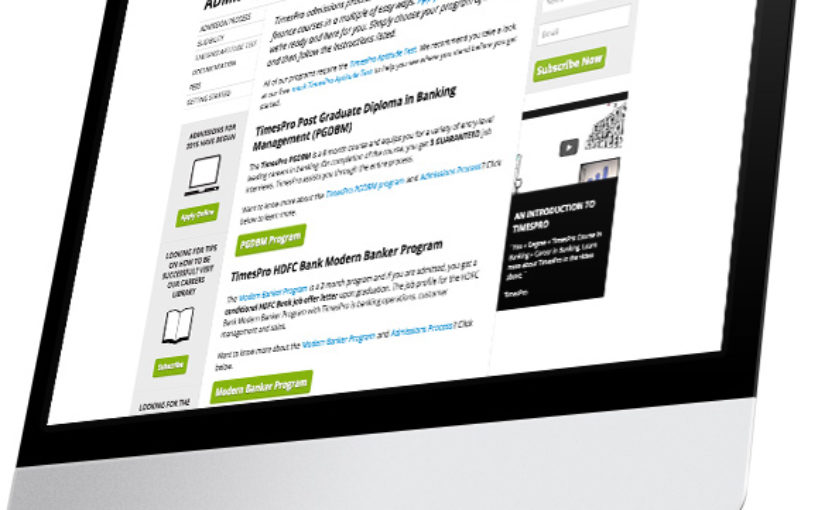 ADMISSION PROCESS
ELIGIBILITY
TIMESPRO APTITUDE TEST
DOCUMENTATION
FEES
GETTING STARTED
ADMISSIONS FOR
2015 HAVE BEGUN
Apply Online
LOOKING FOR TIPS
ON HOW TO BE
SUCCESSFUL? VISIT
OUR CAREERS
LIBRARY
Subscribe
LOOKING FOR THE
TimesPro admissions
finance courses in a multiple of easy ways.
we're ready and here for you. Simply choose your program of
and then follow the instructions listed.
All of our programs require the TimesPro Aptitude Test. We recommend you take a look
at our free mock TimesPro Aptitude Test to help you see where you stand before you get
started.
TimesPro Post Graduate Diploma in Banking
Management (PGDBM)
The TimesPro PGDBM is a 6 month course and equips you for a variety of entry-level
leading careers in banking. On completion of the course, you get 3 GUARANTEED job
interviews. TimesPro assists you through the entire process.
Want to know more about the TimesPro PGDBM program and Admissions Process? Click
below to learn more.
PGDBM Program
TimesPro HDFC Bank Modern Banker Program
The Modern Banker Program is a 2 month program and if you are admitted, you get a
conditional HDFC Bank job offer letter upon graduation. The job profile for the HDFC
Bank Modern Banker Program with TimesPro is banking operations, customer
management and sales.
Want to know more about the Modern Banker Program and Admissions Process? Click
below.
Modern Banker Program
Email
Subscribe Now
AN INTRODUCTION TO
TIMESPRO
"You + Degree + TimesPro Course in
Banking = Career in Banking. Learn
more about TimesPro in the video
above."
TimesPro